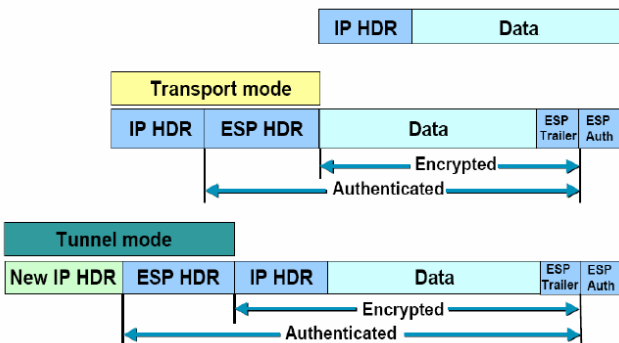 IP HDR Data
Transport mode
IP HDR ESP HDR Data ESP Trailer ESP Auth
Encrypted
Authenticated
Tunnel mode
New IP HDR ESP HDR IP HDR Data ESP Trailer ESP Auth
Encrypted
Authenticated